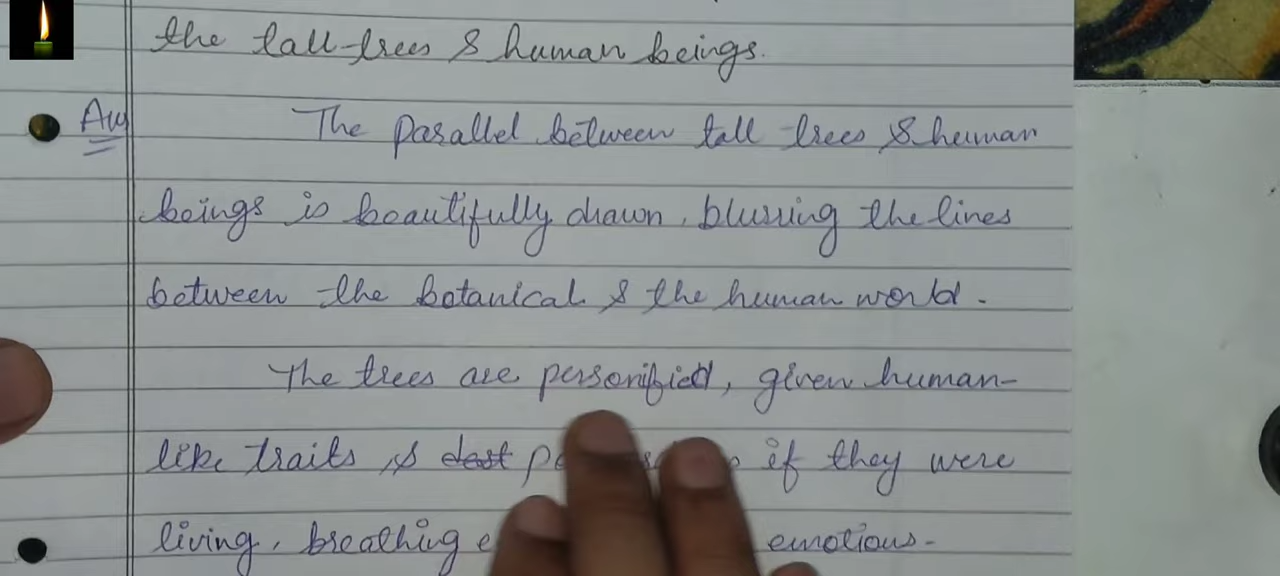 the tall trees & human beings.
Ans
The parallel between tall trees & human
beings is beautifully drawn, blurring the lines
between the botanical & the human world.
The trees are personified, given human-
like traits & if they were
living, breathing emotions.